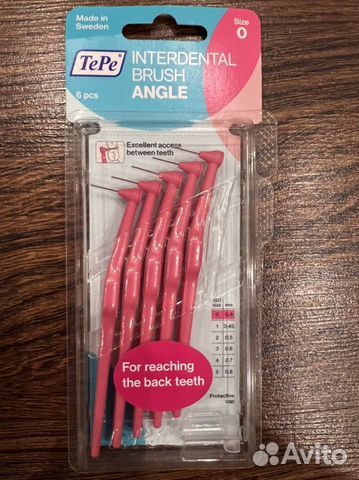 Made in
Sweden
Size
0
TePe
INTERDENTAL
BRUSH
ANGLE
6 pcs
Excellent access
between teeth
ISO
size mm
0 0.4
1 0.45
2 0.5
3 0.6
4 0.7
5 0.8
For reaching
the back teeth
Protective
cap
Avito